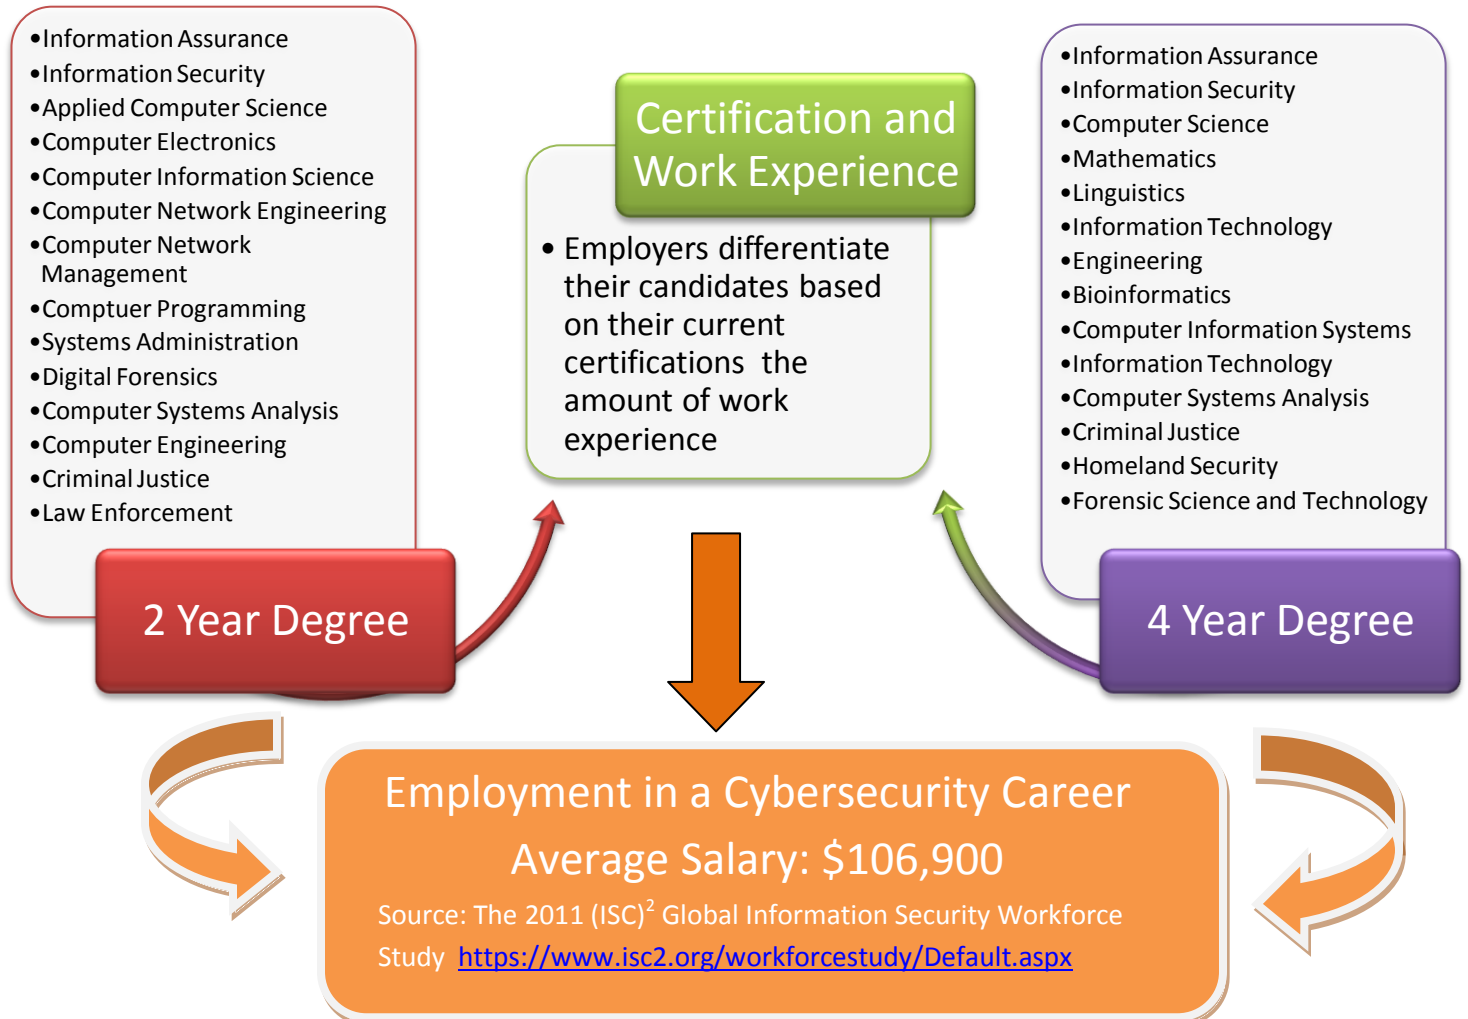 •Information Assurance
•Information Security
•Applied Computer Science
•Computer Electronics
•Computer Information Science
•Computer Network Engineering
•Computer Network
Management
•Comptuer Programming
•Systems Administration
•Digital Forensics
•Computer Systems Analysis
•Computer Engineering
•Criminal Justice
•Law Enforcement
2 Year Degree
Certification and
Work Experience
• Employers differentiate
their candidates based
on their current
certifications  the
amount of work
experience
•Information Assurance
•Information Security
•Computer Science
•Mathematics
•Linguistics
•Information Technology
•Engineering
•Bioinformatics
•Computer Information Systems
•Information Technology
•Computer Systems Analysis
•Criminal Justice
•Homeland Security
•Forensic Science and Technology
4 Year Degree
Employment in a Cybersecurity Career
Average Salary: $106,900
Source: The 2011 (ISC)² Global Information Security Workforce
Study  https://www.isc2.org/workforcestudy/Default.aspx